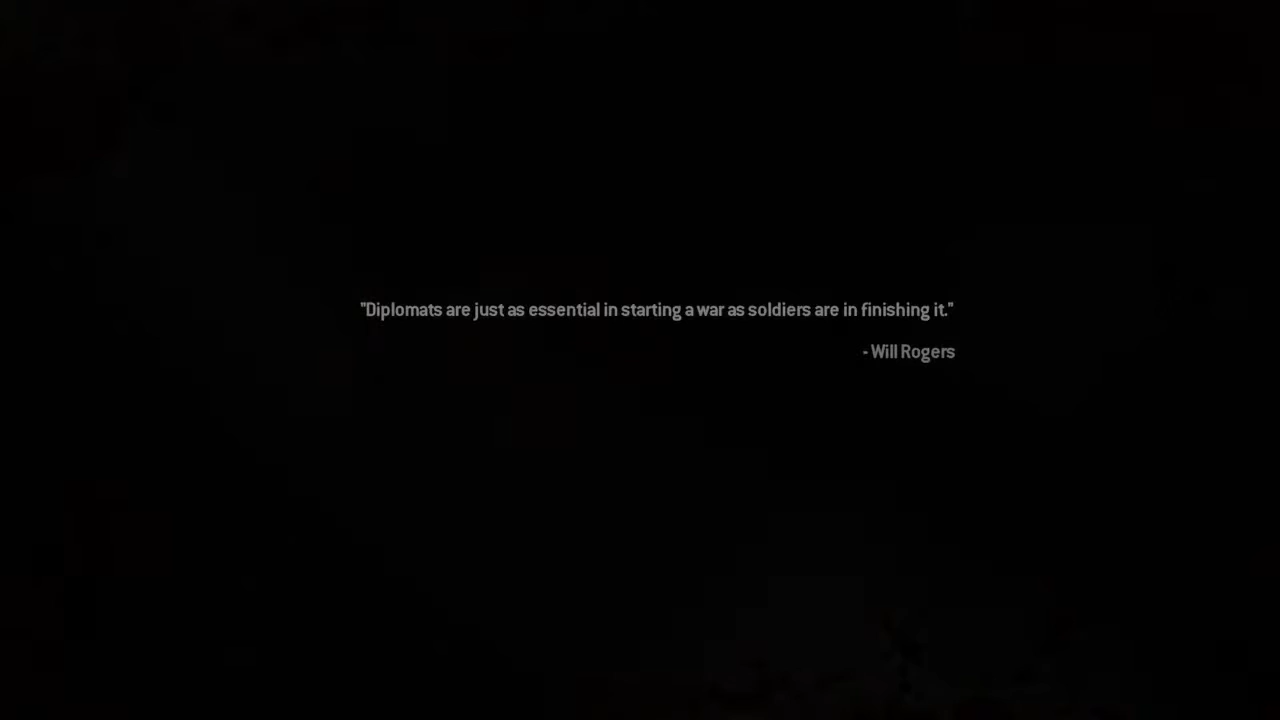 "Diplomats are just as essential in starting a war as soldiers are in finishing it."
- Will Rogers